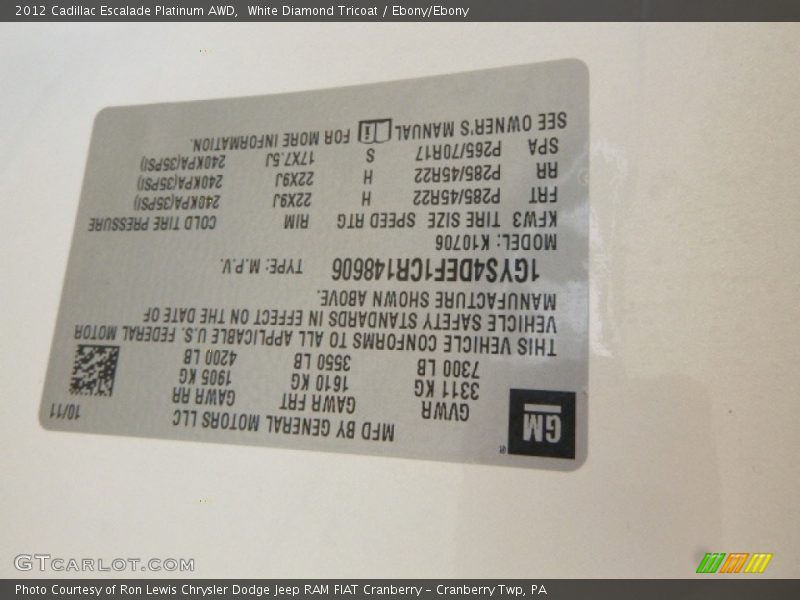 2012 Cadillac Escalade Platinum AWD,  White Diamond Tricoat / Ebony/Ebony
GM ®
MFD BY GENERAL MOTORS LLC 10/11
GVWR GAWR FRT GAWR RR
3311 KG 1610 KG 1905 KG
7300 LB 3550 LB 4200 LB
THIS VEHICLE CONFORMS TO ALL APPLICABLE U.S. FEDERAL MOTOR
VEHICLE SAFETY STANDARDS IN EFFECT ON THE DATE OF
MANUFACTURE SHOWN ABOVE.
1GYS4DEF1CR148606 TYPE: M.P.V.
MODEL: K10706
KFW3 TIRE SIZE SPEED RTG RIM COLD TIRE PRESSURE
FRT P285/45R22 H 22X9J 240KPA(35PSI)
RR P285/45R22 H 22X9J 240KPA(35PSI)
SPA P265/70R17 S 17X7.5J 240KPA(35PSI)
SEE OWNER'S MANUAL i FOR MORE INFORMATION.
GTCARLOT.COM
Photo Courtesy of Ron Lewis Chrysler Dodge Jeep RAM FIAT Cranberry – Cranberry Twp, PA